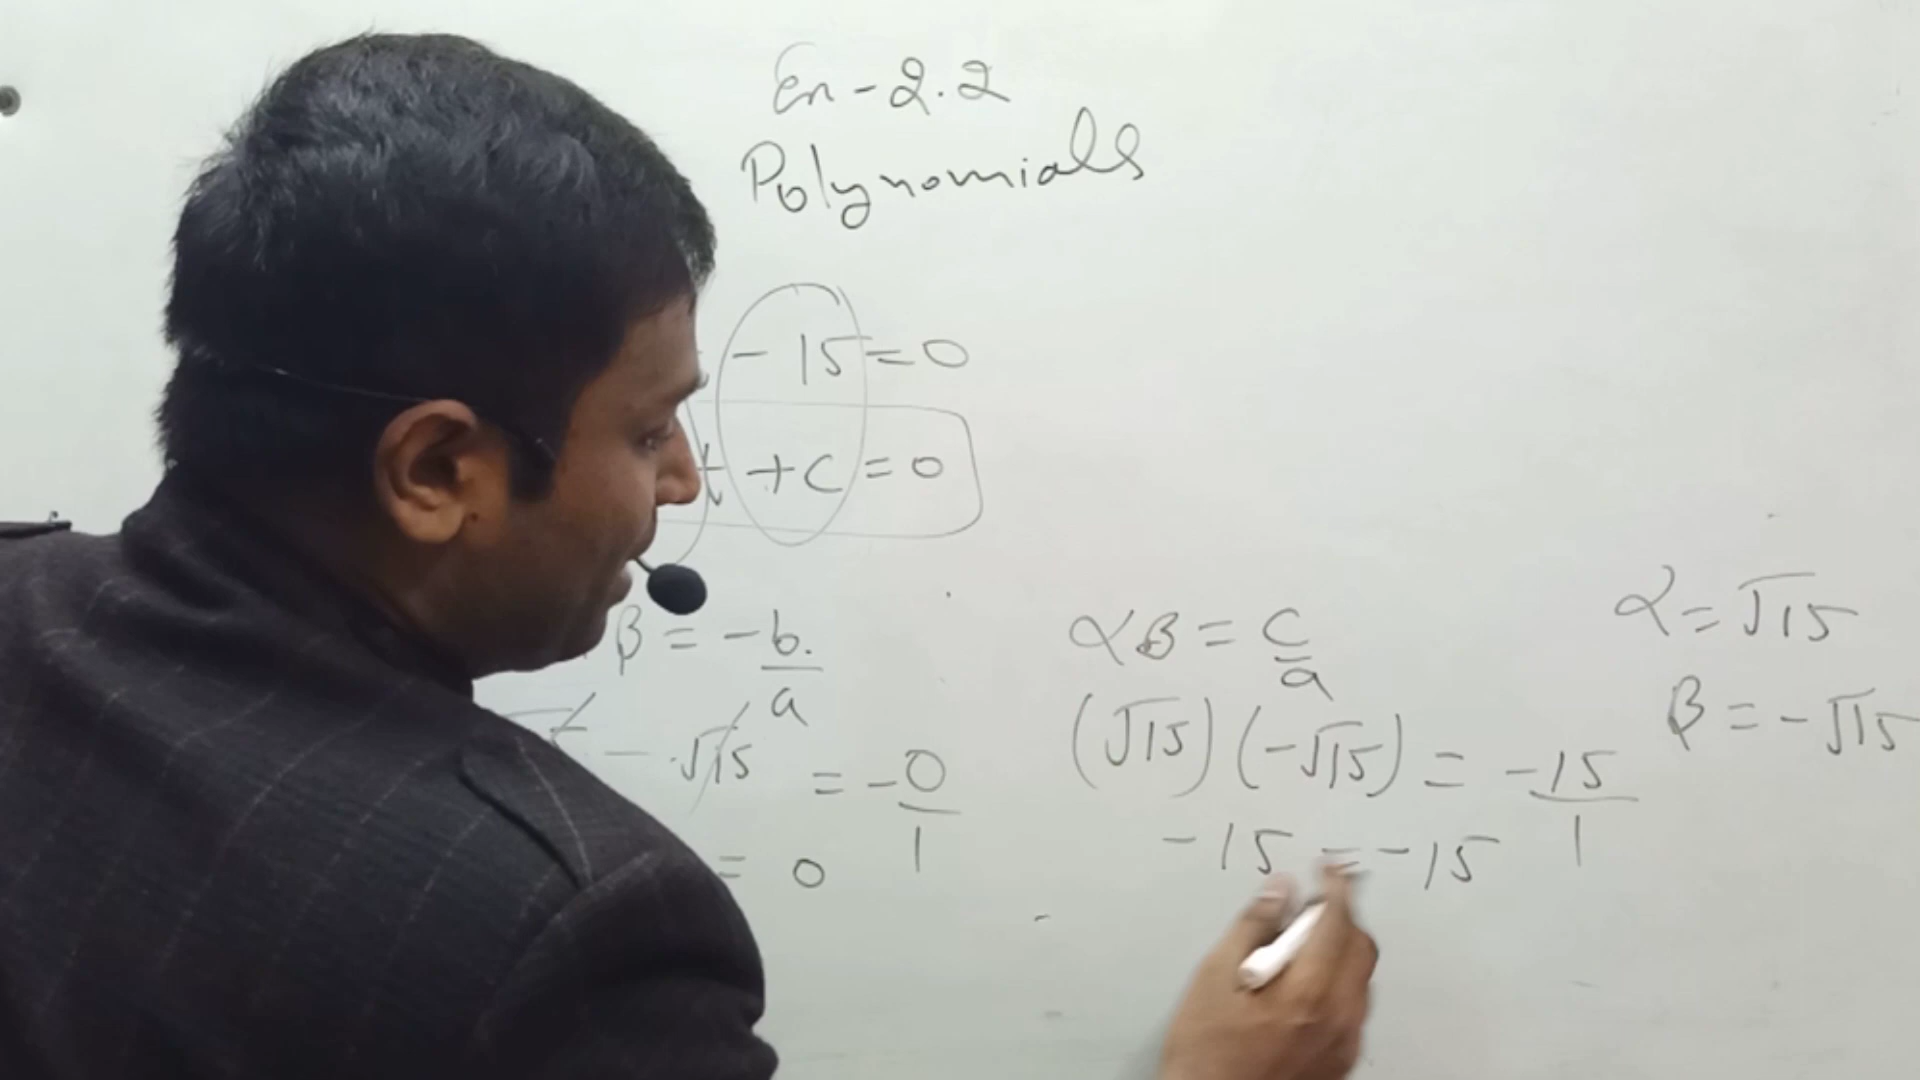 Ex-2.2
Polynomials
-15=0
t+c=0
β = -b/a
αβ = c/a
α = √15
-√15 = -0/1
(√15)(-√15) = -15/1
β = -√15
= 0
-15 = -15